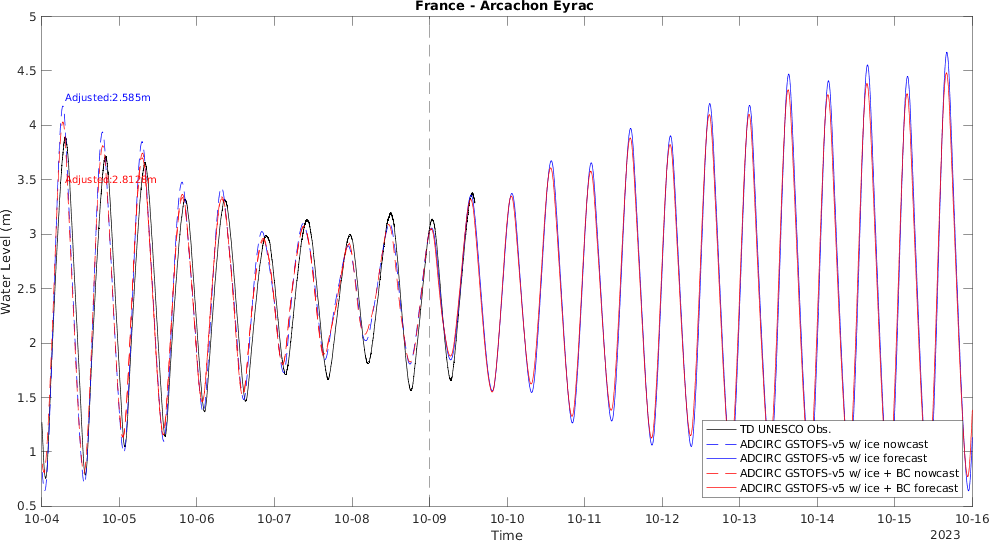 France - Arcachon Eyrac
5
4.5
4
3.5
3
2.5
2
1.5
1
0.5
Water Level (m)
Adjusted:2.585m
Adjusted:2.8128m
TD UNESCO Obs.
ADCIRC GSTOFS-v5 w/ ice nowcast
ADCIRC GSTOFS-v5 w/ ice forecast
ADCIRC GSTOFS-v5 w/ ice + BC nowcast
ADCIRC GSTOFS-v5 w/ ice + BC forecast
10-04 10-05 10-06 10-07 10-08 10-09 10-10 10-11 10-12 10-13 10-14 10-15 10-16
Time
2023